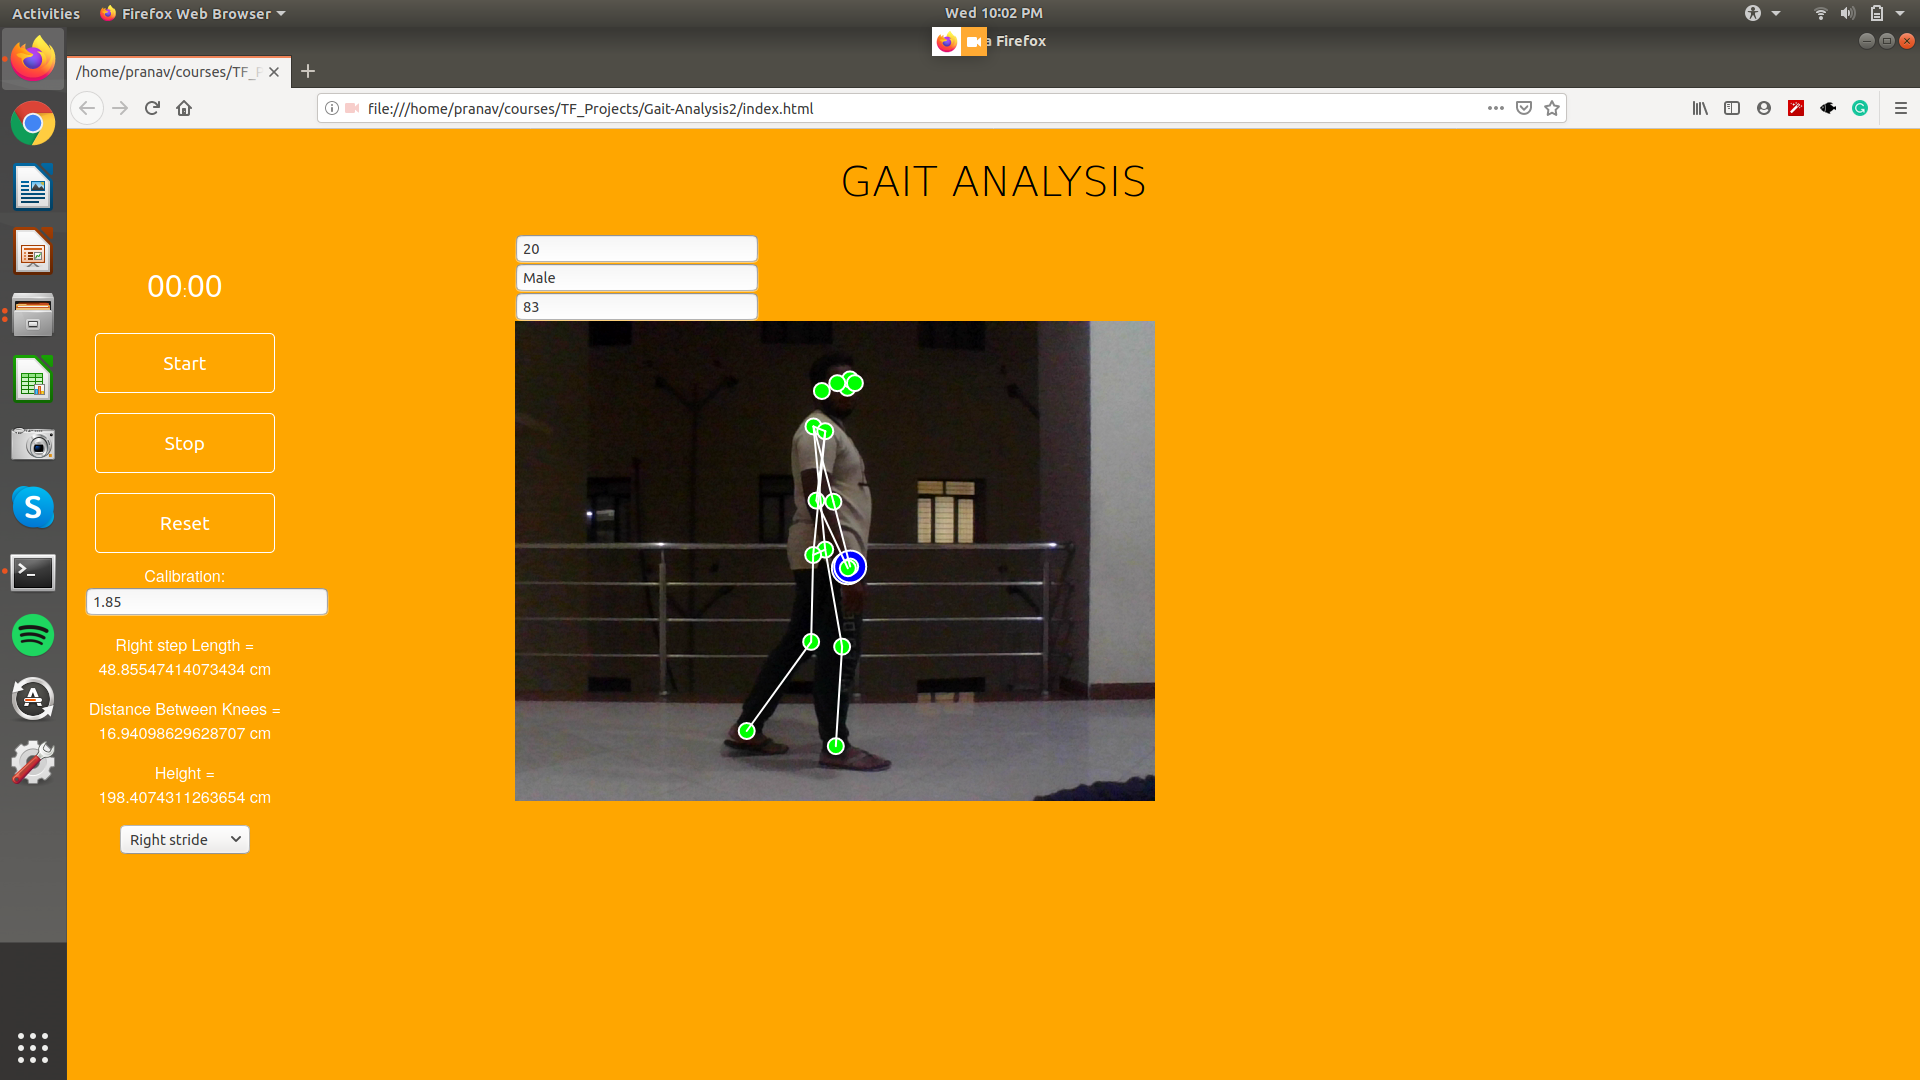 Activities
Firefox Web Browser
Wed 10:02 PM
a Firefox
/home/pranav/courses/TF_P
file:///home/pranav/courses/TF_Projects/Gait-Analysis2/index.html
GAIT ANALYSIS
20
Male
83
00:00
Start
Stop
Reset
Calibration:
1.85
Right step Length =
48.85547414073434 cm
Distance Between Knees =
16.94098629628707 cm
Height =
198.4074311263654 cm
Right stride